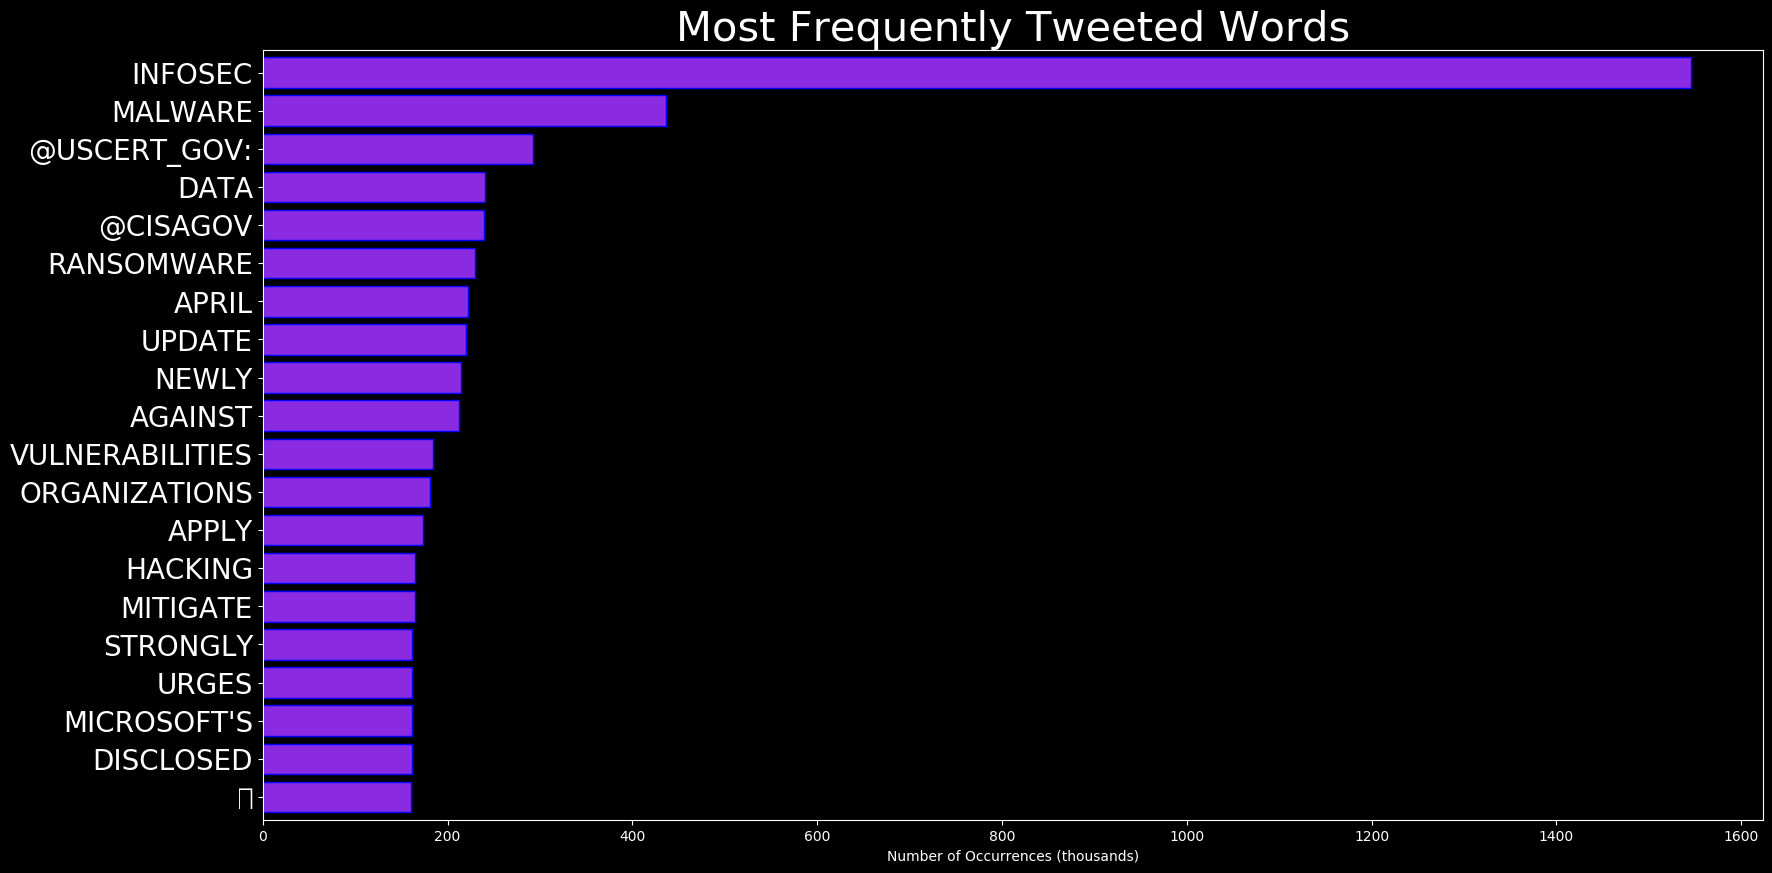 Most Frequently Tweeted Words
INFOSEC
MALWARE
@USCERT_GOV:
DATA
@CISAGOV
RANSOMWARE
APRIL
UPDATE
NEWLY
AGAINST
VULNERABILITIES
ORGANIZATIONS
APPLY
HACKING
MITIGATE
STRONGLY
URGES
MICROSOFT'S
DISCLOSED
0 200 400 600 800 1000 1200 1400 1600
Number of Occurrences (thousands)